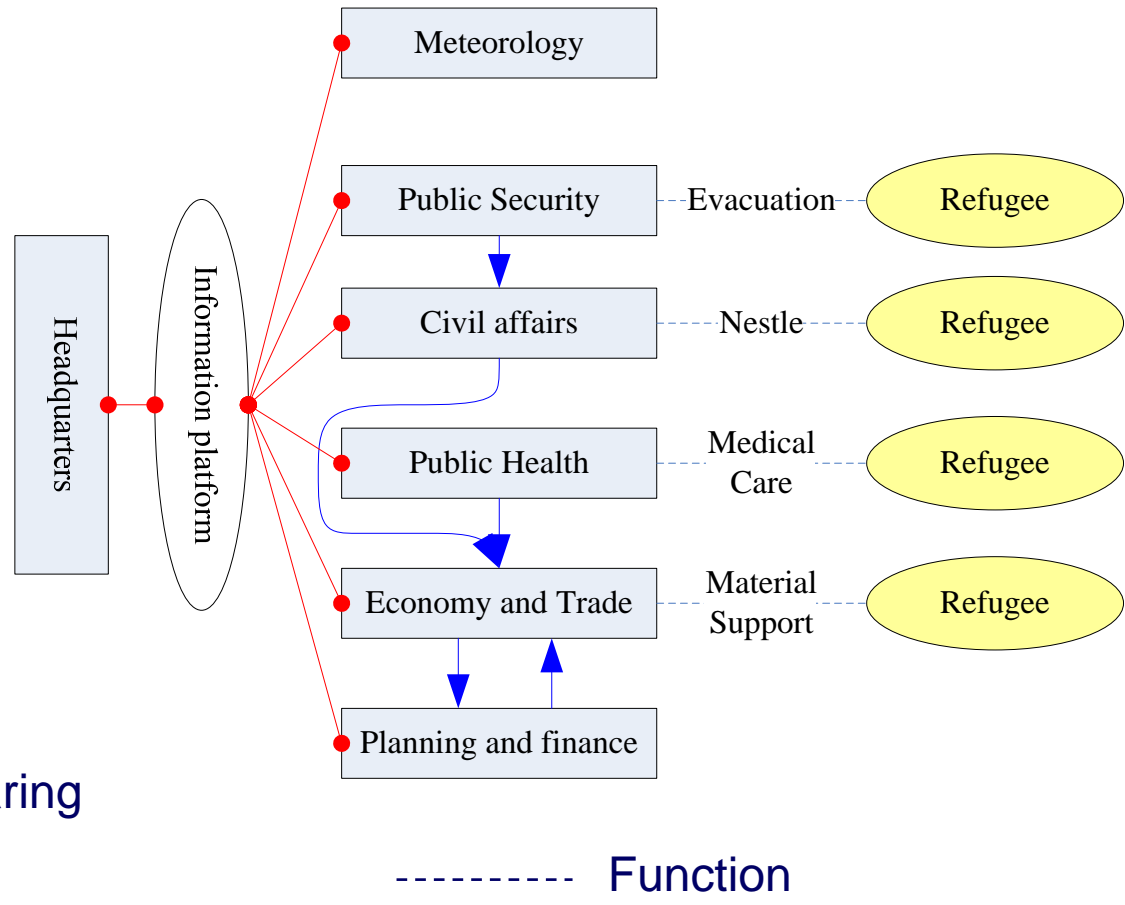 Meteorology
Public Security
Evacuation
Refugee
Headquarters
Information platform
Civil affairs
Nestle
Refugee
Public Health
Medical
Care
Refugee
Economy and Trade
Material
Support
Refugee
Planning and finance
Function